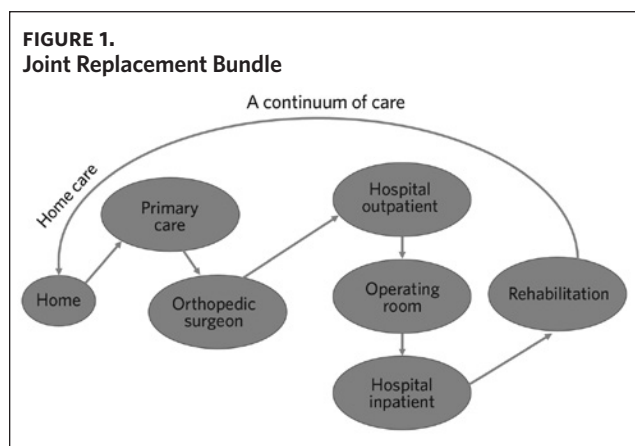 FIGURE 1.
Joint Replacement Bundle
A continuum of care
Home care
Primary
care
Hospital
outpatient
Home
Orthopedic
surgeon
Operating
room
Rehabilitation
Hospital
inpatient